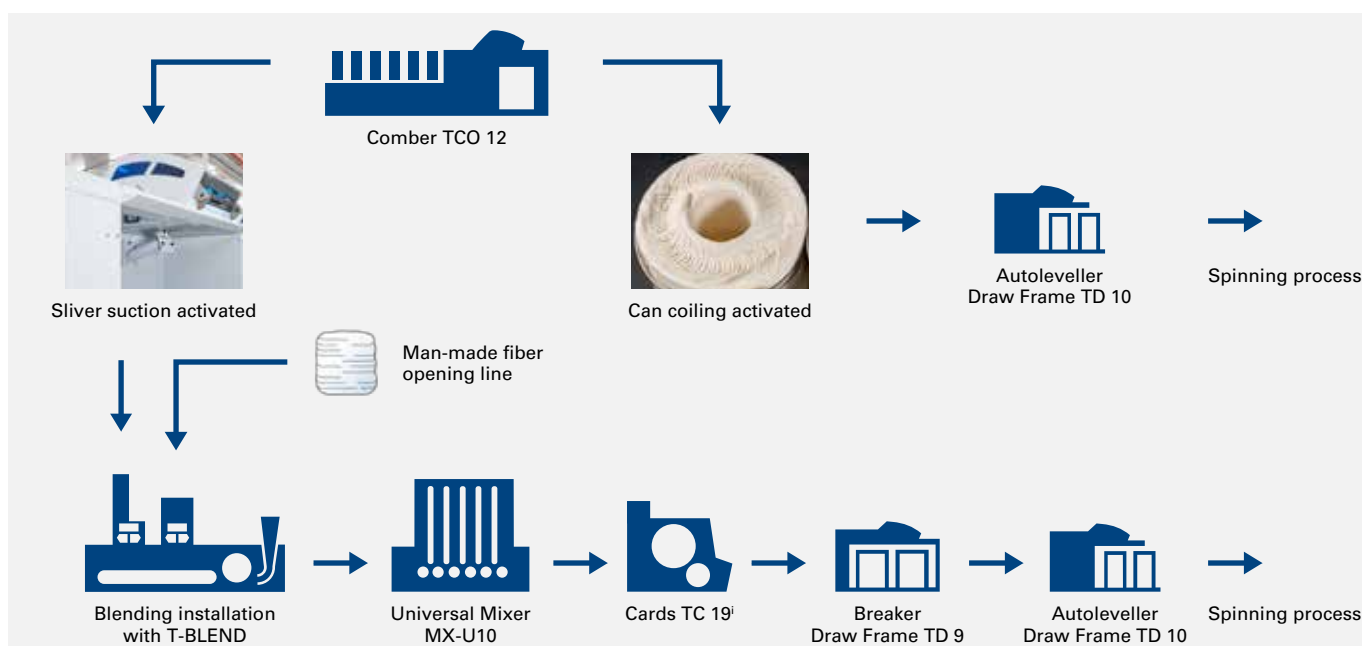 Comber TCO 12
Sliver suction activated
Can coiling activated
Autoleveller
Draw Frame TD 10
Spinning process
Man-made fiber
opening line
Blending installation
with T-BLEND
Universal Mixer
MX-U10
Cards TC 19i
Breaker
Draw Frame TD 9
Autoleveller
Draw Frame TD 10
Spinning process